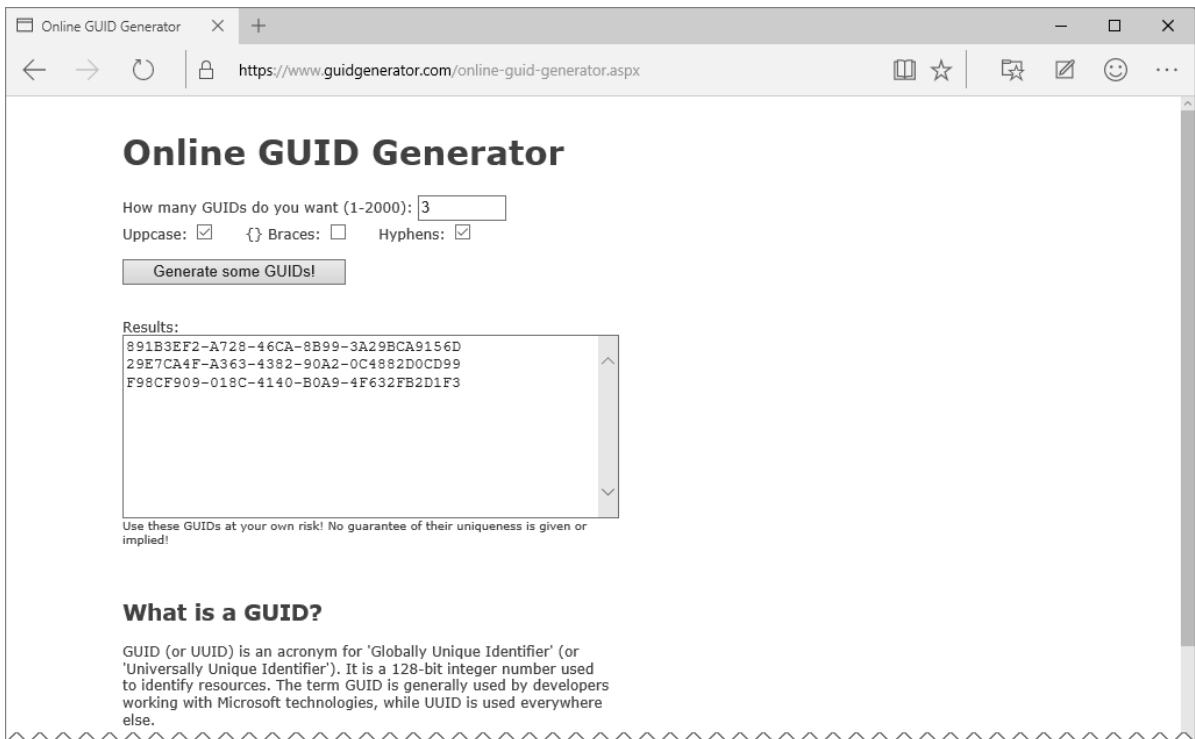 Online GUID Generator
https://www.guidgenerator.com/online-guid-generator.aspx
Online GUID Generator
How many GUIDs do you want (1-2000): 3
Uppcase: {} Braces: Hyphens:
Generate some GUIDs!
Results:
891B3EF2-A728-46CA-8B99-3A29BCA9156D
29E7CA4F-A363-4382-90A2-0C4882D0CD99
F98CF909-018C-4140-B0A9-4F632FB2D1F3
Use these GUIDs at your own risk! No guarantee of their uniqueness is given or
implied!
What is a GUID?
GUID (or UUID) is an acronym for 'Globally Unique Identifier' (or
'Universally Unique Identifier'). It is a 128-bit integer number used
to identify resources. The term GUID is generally used by developers
working with Microsoft technologies, while UUID is used everywhere
else.